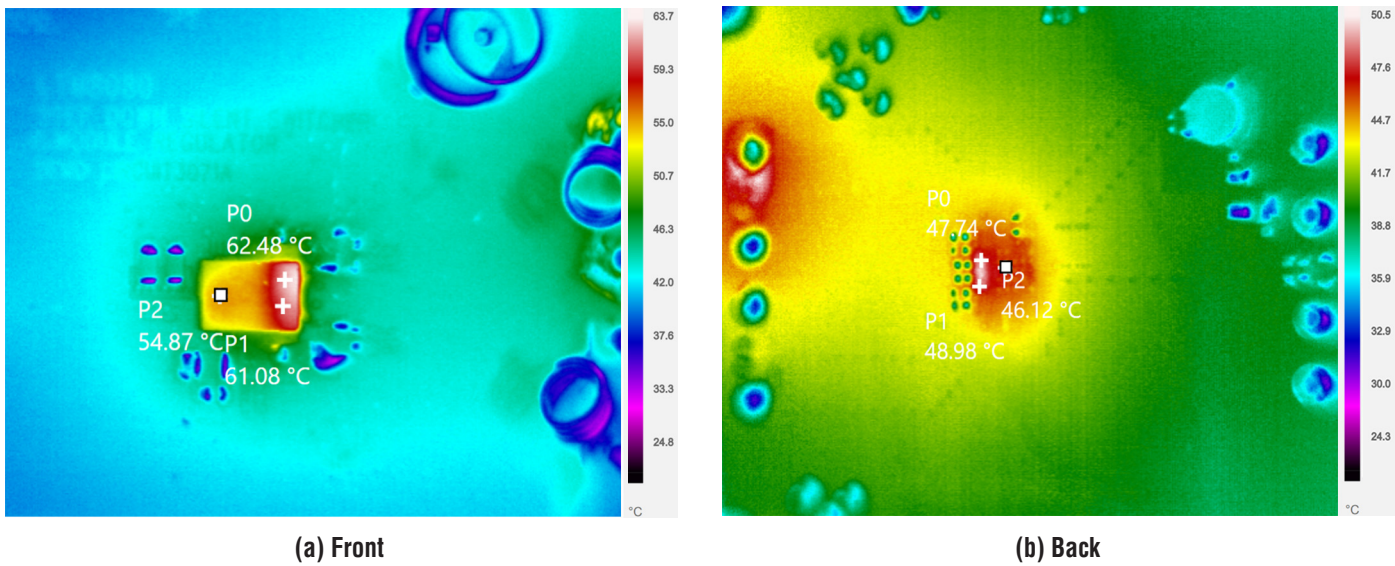 63.7
59.3
55.0
50.7
46.3
42.0
37.6
33.3
24.8
°C
REGULATOR
P0
62.48 °C
P2
54.87 °C
P1
61.08 °C
(a) Front
50.5
47.6
44.7
41.7
38.8
35.9
32.9
30.0
24.3
°C
P0
47.74 °C
P2
46.12 °C
P1
48.98 °C
(b) Back